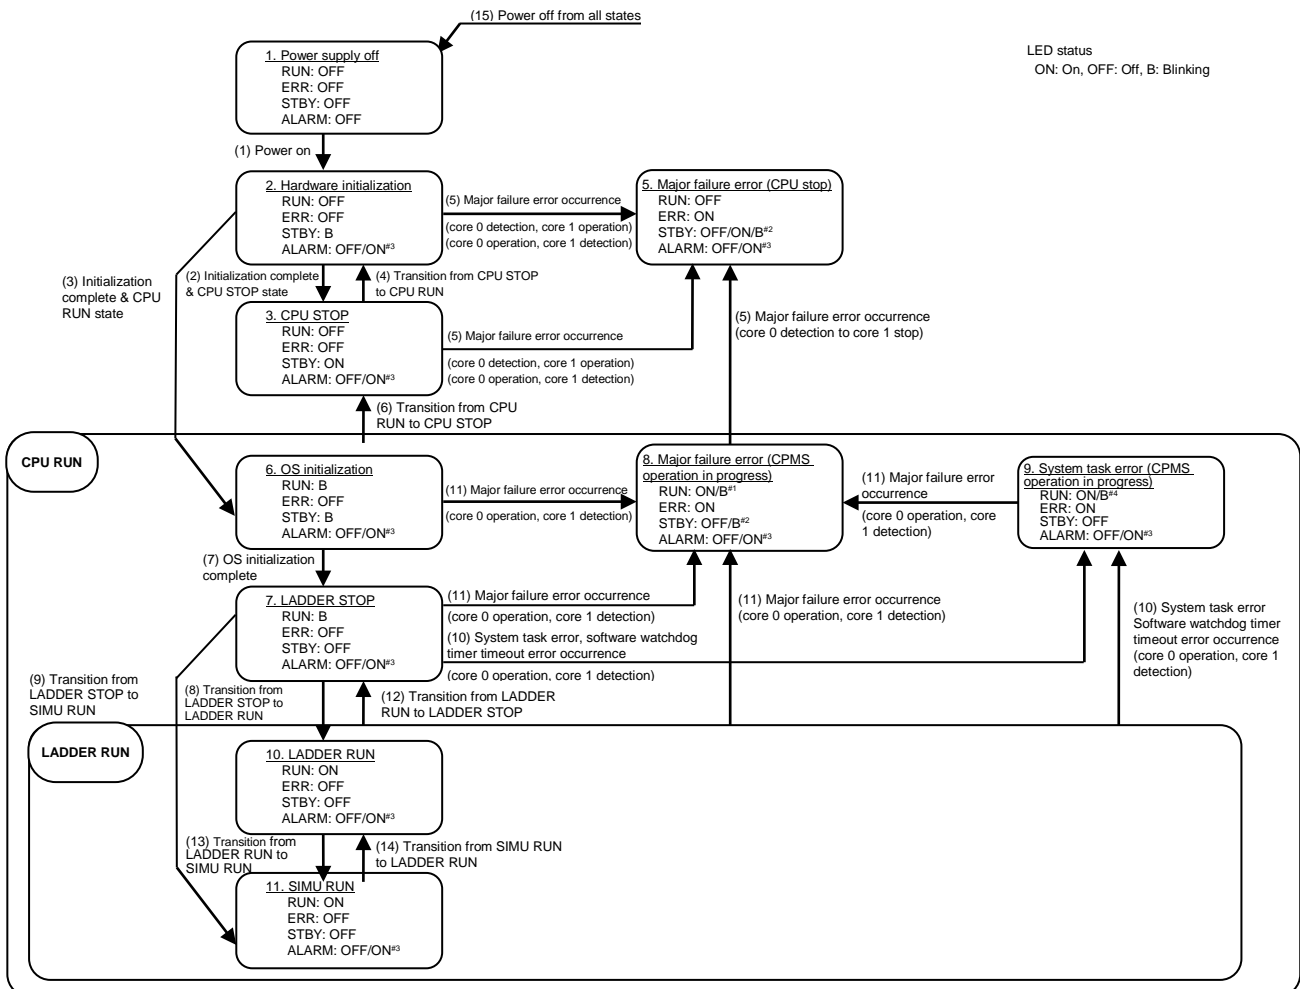 (15) Power off from all states
LED status
ON: On, OFF: Off, B: Blinking
1. Power supply off
RUN: OFF
ERR: OFF
STBY: OFF
ALARM: OFF
(1) Power on
2. Hardware initialization
RUN: OFF
ERR: OFF
STBY: B
ALARM: OFF/ON#3
(5) Major failure error occurrence
(core 0 detection, core 1 operation)
(core 0 operation, core 1 detection)
5. Major failure error (CPU stop)
RUN: OFF
ERR: ON
STBY: OFF/ON/B#2
ALARM: OFF/ON#3
(3) Initialization
complete & CPU
RUN state
(2) Initialization complete
& CPU STOP state
(4) Transition from CPU STOP
to CPU RUN
3. CPU STOP
RUN: OFF
ERR: OFF
STBY: ON
ALARM: OFF/ON#3
(5) Major failure error occurrence
(core 0 detection, core 1 operation)
(core 0 operation, core 1 detection)
(5) Major failure error occurrence
(core 0 detection to core 1 stop)
(6) Transition from CPU
RUN to CPU STOP
CPU RUN
6. OS initialization
RUN: B
ERR: OFF
STBY: B
ALARM: OFF/ON#3
(11) Major failure error occurrence
(core 0 operation, core 1 detection)
8. Major failure error (CPMS
operation in progress)
RUN: ON/B#1
ERR: ON
STBY: OFF/B#2
ALARM: OFF/ON#3
(11) Major failure error
occurrence
(core 0 operation, core
1 detection)
9. System task error (CPMS
operation in progress)
RUN: ON/B#4
ERR: ON
STBY: OFF
ALARM: OFF/ON#3
(7) OS initialization
complete
7. LADDER STOP
RUN: B
ERR: OFF
STBY: OFF
ALARM: OFF/ON#3
(11) Major failure error occurrence
(core 0 operation, core 1 detection)
(10) System task error, software watchdog
timer timeout error occurrence
(core 0 operation, core 1 detection)
(11) Major failure error occurrence
(core 0 operation, core 1 detection)
(10) System task error
Software watchdog timer
timeout error occurrence
(core 0 operation, core 1
detection)
(9) Transition from
LADDER STOP to
SIMU RUN
(8) Transition from
LADDER STOP to
LADDER RUN
(12) Transition from LADDER
RUN to LADDER STOP
LADDER RUN
10. LADDER RUN
RUN: ON
ERR: OFF
STBY: OFF
ALARM: OFF/ON#3
(13) Transition from
LADDER RUN to
SIMU RUN
(14) Transition from SIMU RUN
to LADDER RUN
11. SIMU RUN
RUN: ON
ERR: OFF
STBY: OFF
ALARM: OFF/ON#3